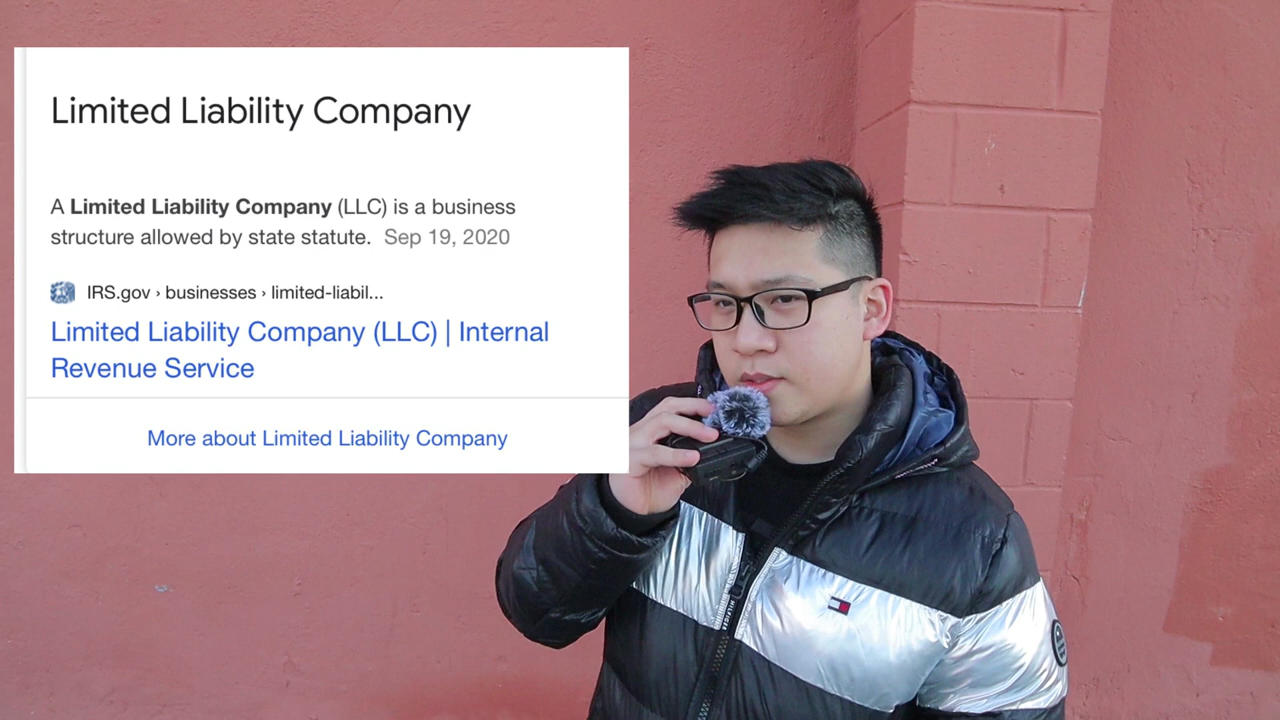 Limited Liability Company
A Limited Liability Company (LLC) is a business
structure allowed by state statute. Sep 19, 2020
IRS.gov › businesses › limited-liabil...
Limited Liability Company (LLC) | Internal
Revenue Service
More about Limited Liability Company
HILFIGER